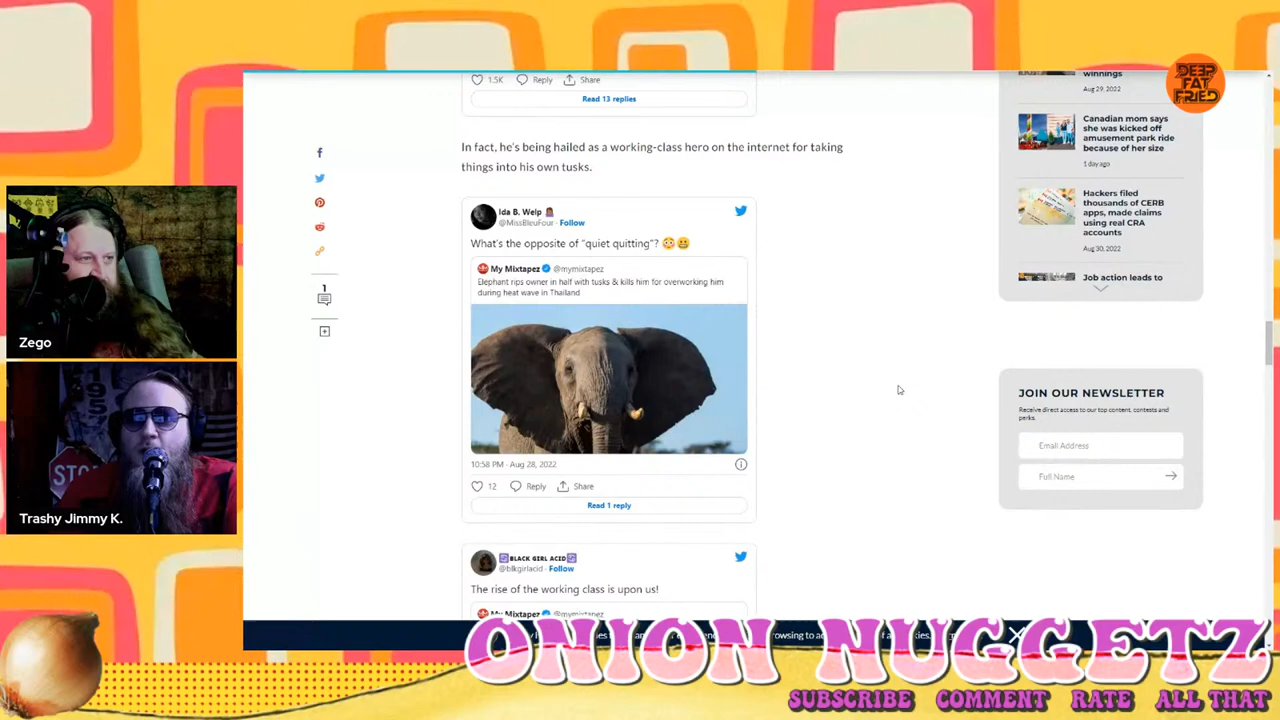 1.5K Reply Share
Read 13 replies
In fact, he's being hailed as a working-class hero on the internet for taking
things into his own tusks.
1
Ida B. Welp
@MissBleuFour · Follow
What's the opposite of "quiet quitting"? 
My Mixtapez @mymixtapez
Elephant rips owner in half with tusks & kills him for overworking him
during heat wave in Thailand
10:58 PM · Aug 28, 2022
12 Reply Share
Read 1 reply
BLACK GIRL ACID
@blkgirlacid · Follow
The rise of the working class is upon us!
My Mixtapez @mymixtapez
winnings
Aug 29, 2022
Canadian mom says
she was kicked off
amusement park ride
because of her size
1 day ago
Hackers filed
thousands of CERB
apps, made claims
using real CRA
accounts
Aug 30, 2022
Job action leads to
JOIN OUR NEWSLETTER
Receive direct access to our top content, contests and
perks.
Email Address
Full Name
DEEP
FAT
FRIED
Zego
STOP
Trashy Jimmy K.
ONION NUGGETZ
SUBSCRIBE COMMENT RATE ALL THAT